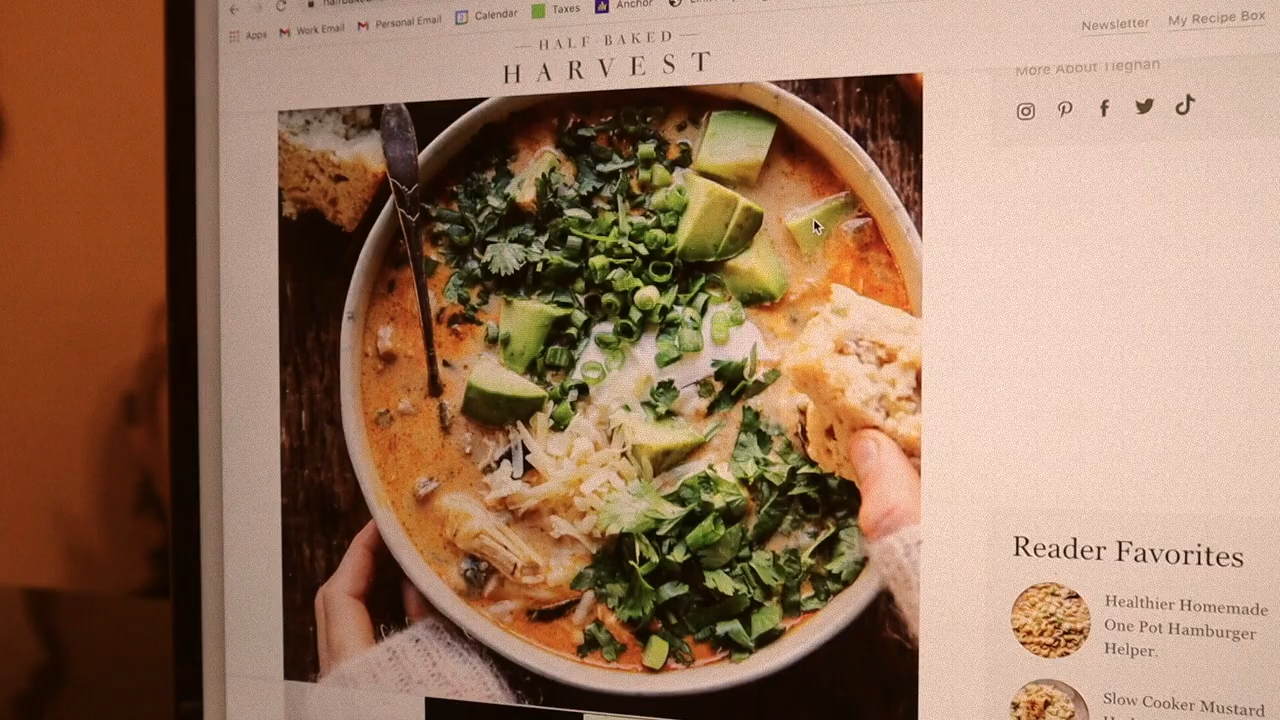 Apps
Work Email
Personal Email
Calendar
Taxes
Anchor
HALF BAKED
HARVEST
Newsletter
My Recipe Box
More About Tieghan
Reader Favorites
Healthier Homemade
One Pot Hamburger
Helper.
Slow Cooker Mustard